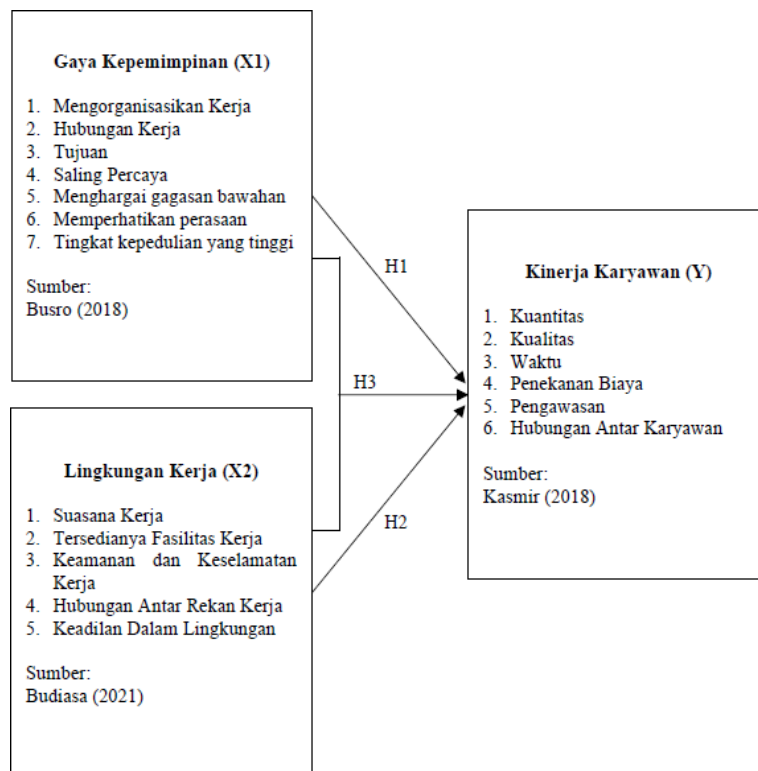 Gaya Kepemimpinan (X1)
1. Mengorganisasikan Kerja
2. Hubungan Kerja
3. Tujuan
4. Saling Percaya
5. Menghargai gagasan bawahan
6. Memperhatikan perasaan
7. Tingkat kepedulian yang tinggi
Sumber:
Busro (2018)
H1
H3
H2
Lingkungan Kerja (X2)
1. Suasana Kerja
2. Tersedianya Fasilitas Kerja
3. Keamanan dan Keselamatan
Kerja
4. Hubungan Antar Rekan Kerja
5. Keadilan Dalam Lingkungan
Sumber:
Budiasa (2021)
Kinerja Karyawan (Y)
1. Kuantitas
2. Kualitas
3. Waktu
4. Penekanan Biaya
5. Pengawasan
6. Hubungan Antar Karyawan
Sumber:
Kasmir (2018)